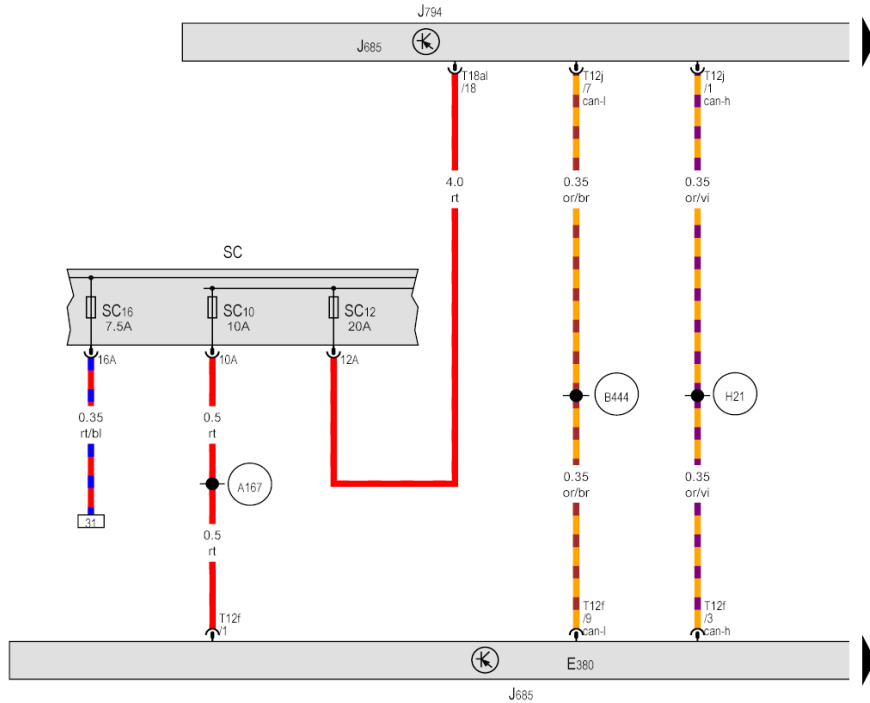 J794
J685
T18al
/18
T12j
/7
can-l
T12j
/1
can-h
4.0
rt
0.35
or/br
0.35
or/vi
SC
SC16
7.5A
SC10
10A
SC12
20A
16A
10A
12A
0.35
rt/bl
0.5
rt
B444
H21
31
A167
0.5
rt
0.35
or/br
0.35
or/vi
T12f
/1
T12f
/9
can-l
T12f
/3
can-h
E380
J685